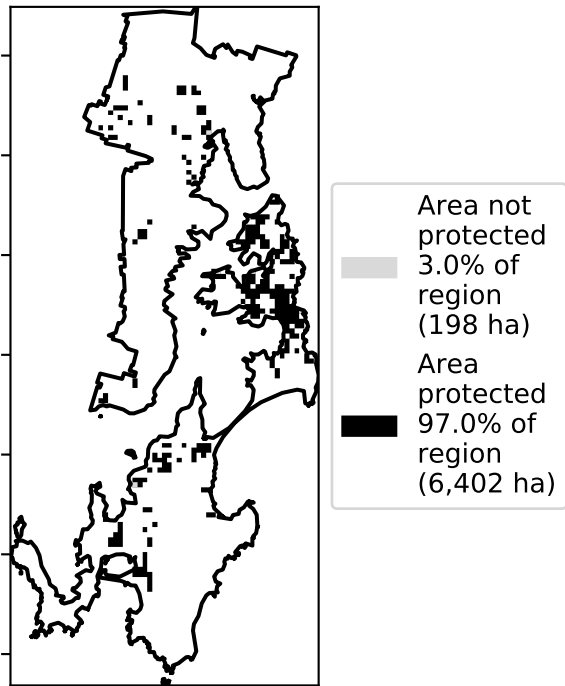 Area not
protected
3.0% of
region
(198 ha)
Area
protected
97.0% of
region
(6,402 ha)